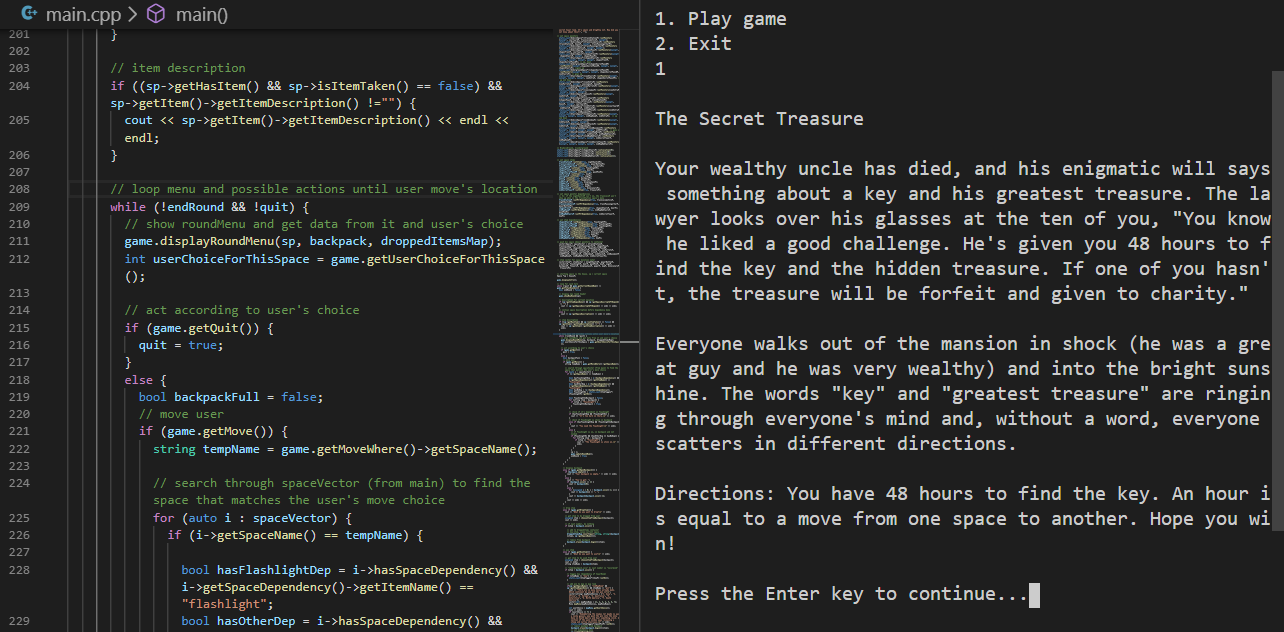 main.cpp > main()
201 }
202
203 // item description
204 if ((sp->getHasItem() && sp->isItemTaken() == false) &&
sp->getItem()->getItemDescription() !="") {
205 cout << sp->getItem()->getItemDescription() << endl <<
endl;
206 }
207
208 // loop menu and possible actions until user move's location
209 while (!endRound && !quit) {
210 // show roundMenu and get data from it and user's choice
211 game.displayRoundMenu(sp, backpack, droppedItemsMap);
212 int userChoiceForThisSpace = game.getUserChoiceForThisSpace
();
213
214 // act according to user's choice
215 if (game.getQuit()) {
216 quit = true;
217 }
218 else {
219 bool backpackFull = false;
220 // move user
221 if (game.getMove()) {
222 string tempName = game.getMoveWhere()->getSpaceName();
223
224 // search through spaceVector (from main) to find the
space that matches the user's move choice
225 for (auto i : spaceVector) {
226 if (i->getSpaceName() == tempName) {
227
228 bool hasFlashlightDep = i->hasSpaceDependency() &&
i->getSpaceDependency()->getItemName() ==
"flashlight";
229 bool hasOtherDep = i->hasSpaceDependency() &&
1. Play game
2. Exit
1
The Secret Treasure
Your wealthy uncle has died, and his enigmatic will says
something about a key and his greatest treasure. The la
wyer looks over his glasses at the ten of you, "You know
he liked a good challenge. He's given you 48 hours to f
ind the key and the hidden treasure. If one of you hasn'
t, the treasure will be forfeit and given to charity."
Everyone walks out of the mansion in shock (he was a gre
at guy and he was very wealthy) and into the bright suns
hine. The words "key" and "greatest treasure" are ringin
g through everyone's mind and, without a word, everyone
scatters in different directions.
Directions: You have 48 hours to find the key. An hour i
s equal to a move from one space to another. Hope you wi
n!
Press the Enter key to continue...